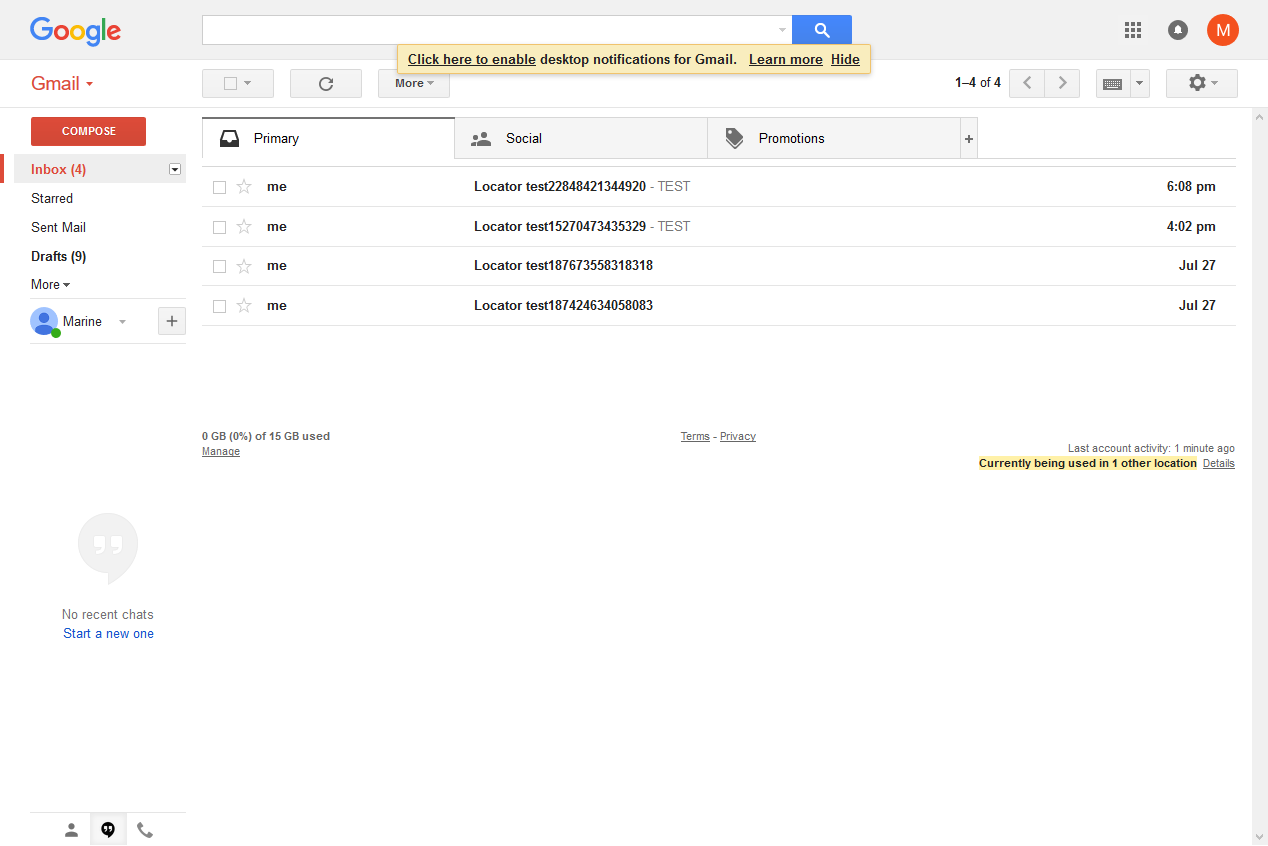 Google
M
Click here to enable desktop notifications for Gmail. Learn more Hide
Gmail
More
1–4 of 4
COMPOSE
Primary
Social
Promotions
+
Inbox (4)
Starred
Sent Mail
Drafts (9)
More
Marine
+
me Locator test22848421344920 - TEST 6:08 pm
me Locator test15270473435329 - TEST 4:02 pm
me Locator test187673558318318 Jul 27
me Locator test187424634058083 Jul 27
0 GB (0%) of 15 GB used
Manage
Terms - Privacy
Last account activity: 1 minute ago
Currently being used in 1 other location Details
No recent chats
Start a new one